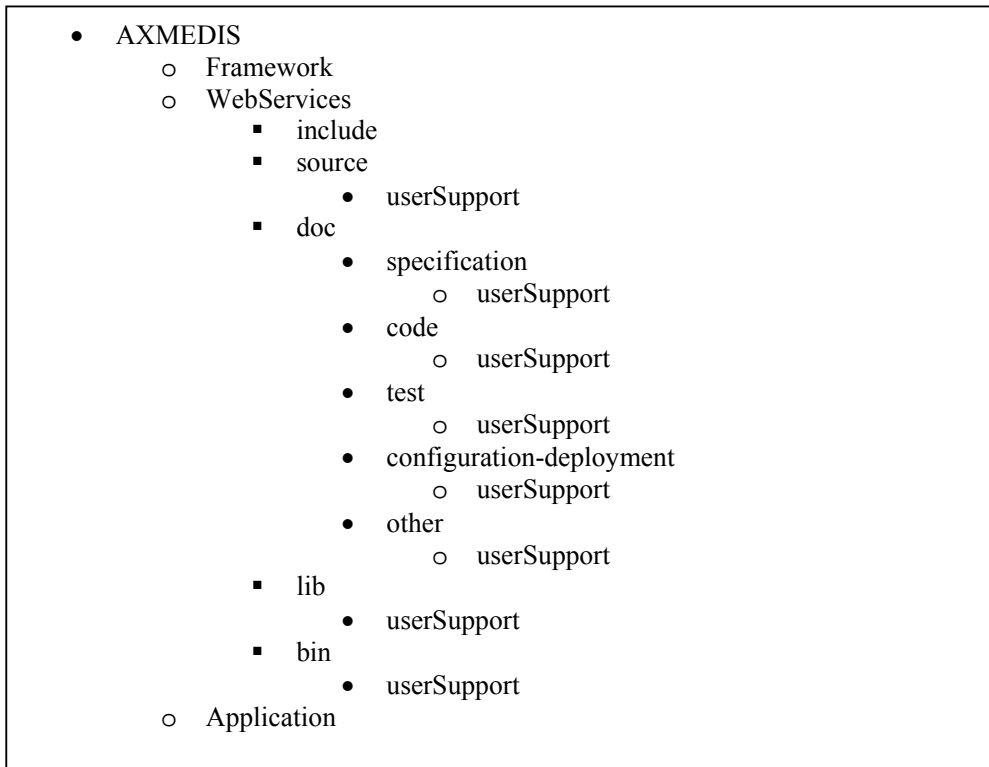 • AXMEDIS
o Framework
o WebServices
▪ include
▪ source
• userSupport
▪ doc
• specification
o userSupport
• code
o userSupport
• test
o userSupport
• configuration-deployment
o userSupport
• other
o userSupport
▪ lib
• userSupport
▪ bin
• userSupport
o Application